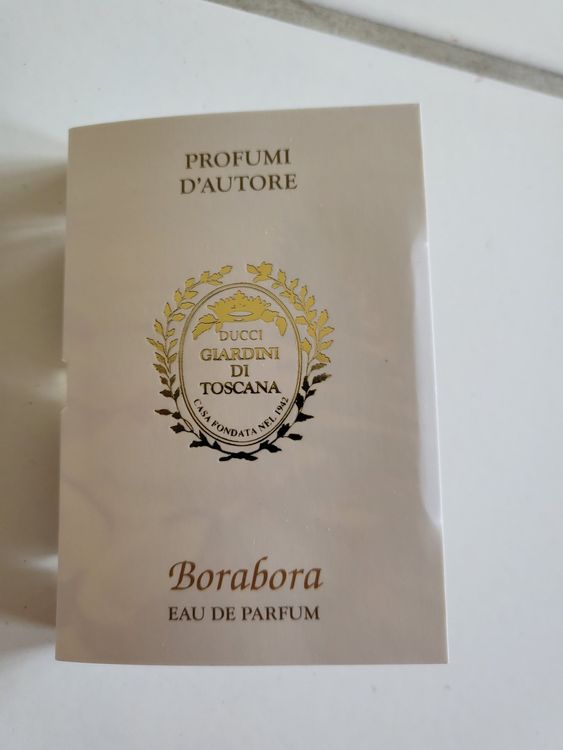 PROFUMI
D'AUTORE
DUCCI
GIARDINI
DI
TOSCANA
CASA FONDATA NEL 1942
Borabora
EAU DE PARFUM